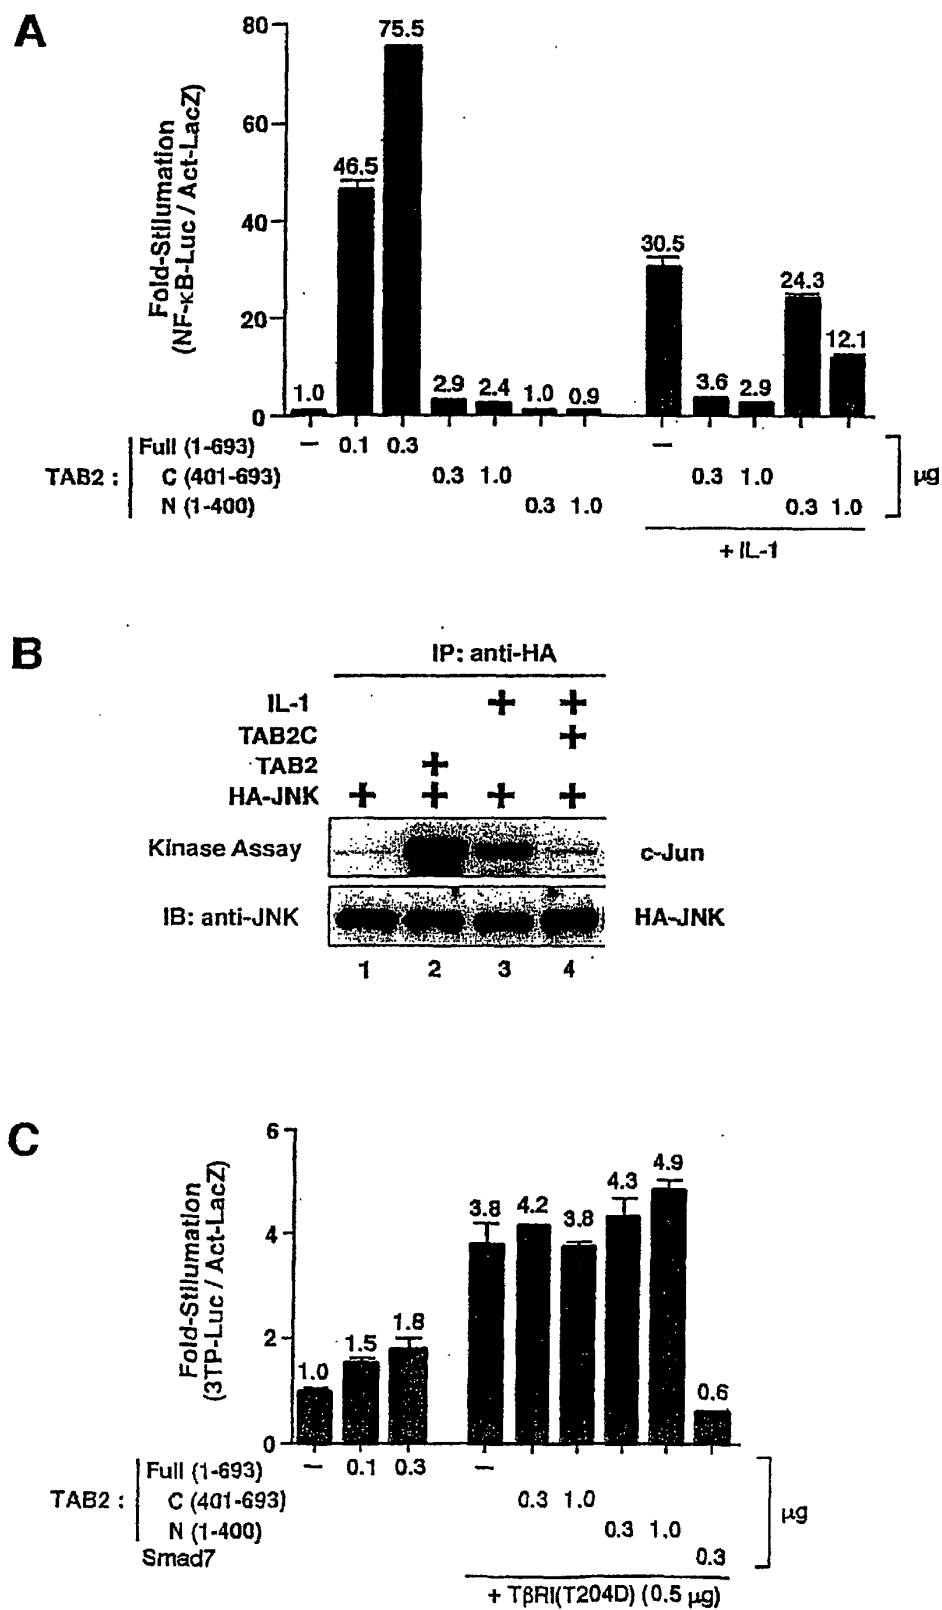 A
80
75.5
60
46.5
40
30.5
24.3
20
12.1
1.0
2.9
2.4
1.0
0.9
3.6
2.9
0
Fold-Stilumation
(NF-κB-Luc / Act-LacZ)
TAB2 :
Full (1-693) — 0.1 0.3 —
C (401-693) 0.3 1.0 0.3 1.0
N (1-400) 0.3 1.0 0.3 1.0
μg
+ IL-1
B
IP: anti-HA
IL-1 + +
TAB2C +
TAB2 +
HA-JNK + + + +
Kinase Assay c-Jun
IB: anti-JNK HA-JNK
1 2 3 4
C
6
4
2
0
Fold-Stilumation
(3TP-Luc / Act-LacZ)
1.0 1.5 1.8 3.8 4.2 3.8 4.3 4.9 0.6
TAB2 :
Full (1-693) — 0.1 0.3 —
C (401-693) 0.3 1.0
N (1-400) 0.3 1.0
Smad7 0.3
μg
+ TβRI(T204D) (0.5 μg)